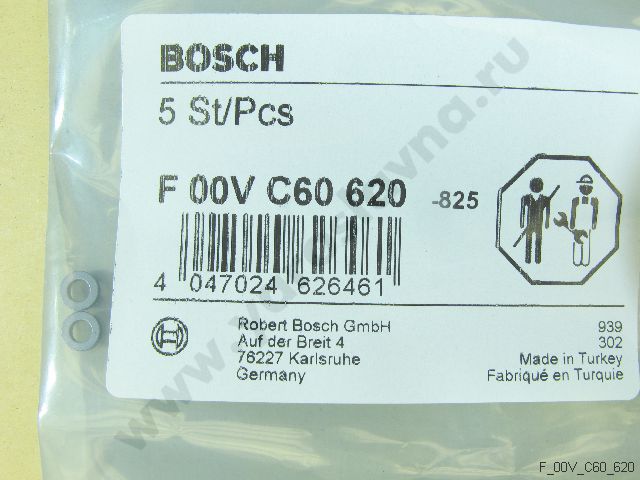 BOSCH
5 St/Pcs
F 00V C60 620 -825
4 047024 626461
Robert Bosch GmbH
Auf der Breit 4
76227 Karlsruhe
Germany
939
302
Made in Turkey
Fabriqué en Turquie
F_00V_C60_620